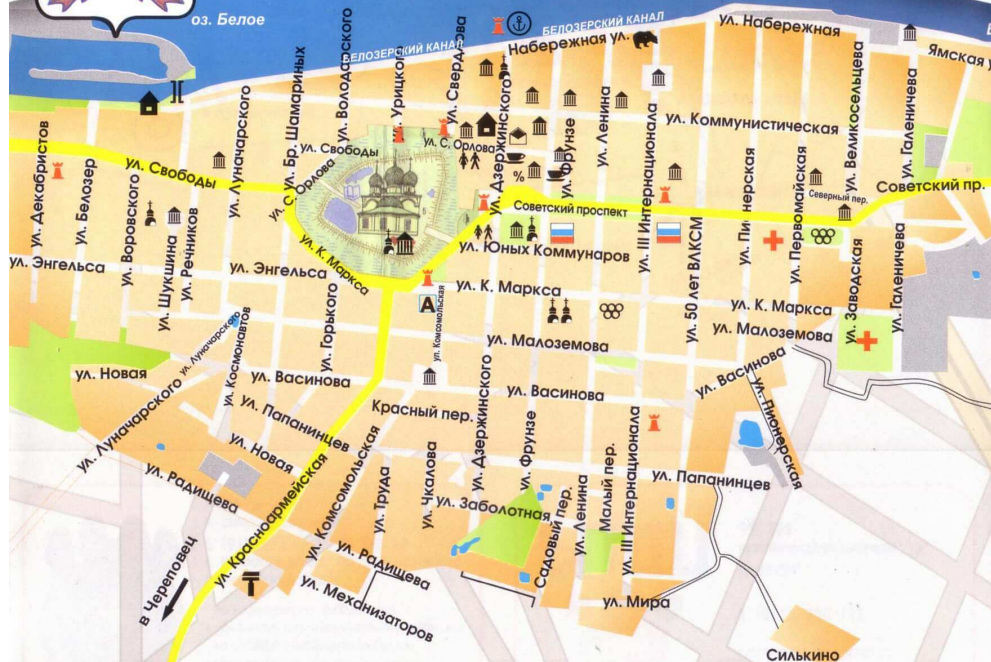 оз. Белое
БЕЛОЗЕРСКИЙ КАНАЛ
БЕЛОЗЕРСКИЙ КАНАЛ
ул. Набережная
Набережная ул.
Ямская у
ул. Декабристов
ул. Белозер
ул. Воровского
ул. Шукшина
ул. Речников
ул. Луначарского
ул. Бр. Шамариных
ул. Володарского
ул. Урицкого
ул. Свердова
ул. Дзержинского
ул. Фрунзе
ул. Ленина
ул. III Интернационала
ул. Коммунистическая
ул. 50 лет ВЛКСМ
ул. Пи нерская
ул. Первомайская
ул. Великосельцева
ул. Галеничева
ул. Свободы
ул. Свободы
ул. С. Орлова
ул. С. Орлова
%
Северный пер.
Советский пр.
Советский проспект
ул. Юных Коммунаров
ул. Энгельса
ул. Энгельса
ул. К. Маркса
ул. К. Маркса
ул. К. Маркса
А
ул. Комсомольская
ул. Горького
ул. Малоземова
ул. Малоземова
ул. Заводская
ул. Галеничева
ул. Луначарского
ул. Космонавтов
ул. Новая
ул. Васинова
ул. Васинова
ул. Васинова
ул. Луначарского
ул. Папанинцев
Красный пер.
ул. Дзержинского
ул. Фрунзе
ул. Пионерская
ул. Новая
ул. Радищева
ул. Красноармейская
ул. Комсомольская
ул. Труда
ул. Чкалова
ул. Заболотная
Садовый пер.
ул. Ленина
Малый пер.
ул. III Интернационала
ул. Папанинцев
ул. Радищева
ул. Механизаторов
в Череповец
ул. Мира
Силькино